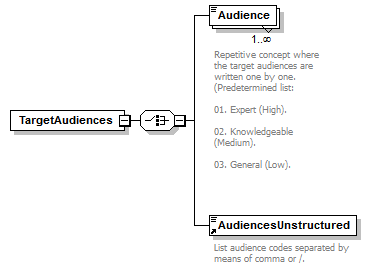 Audience
1..∞
Repetitive concept where
the target audiences are
written one by one.
(Predetermined list:
01. Expert (High).
02. Knowledgeable
(Medium).
03. General (Low).
TargetAudiences
AudiencesUnstructured
List audience codes separated by
means of comma or /.